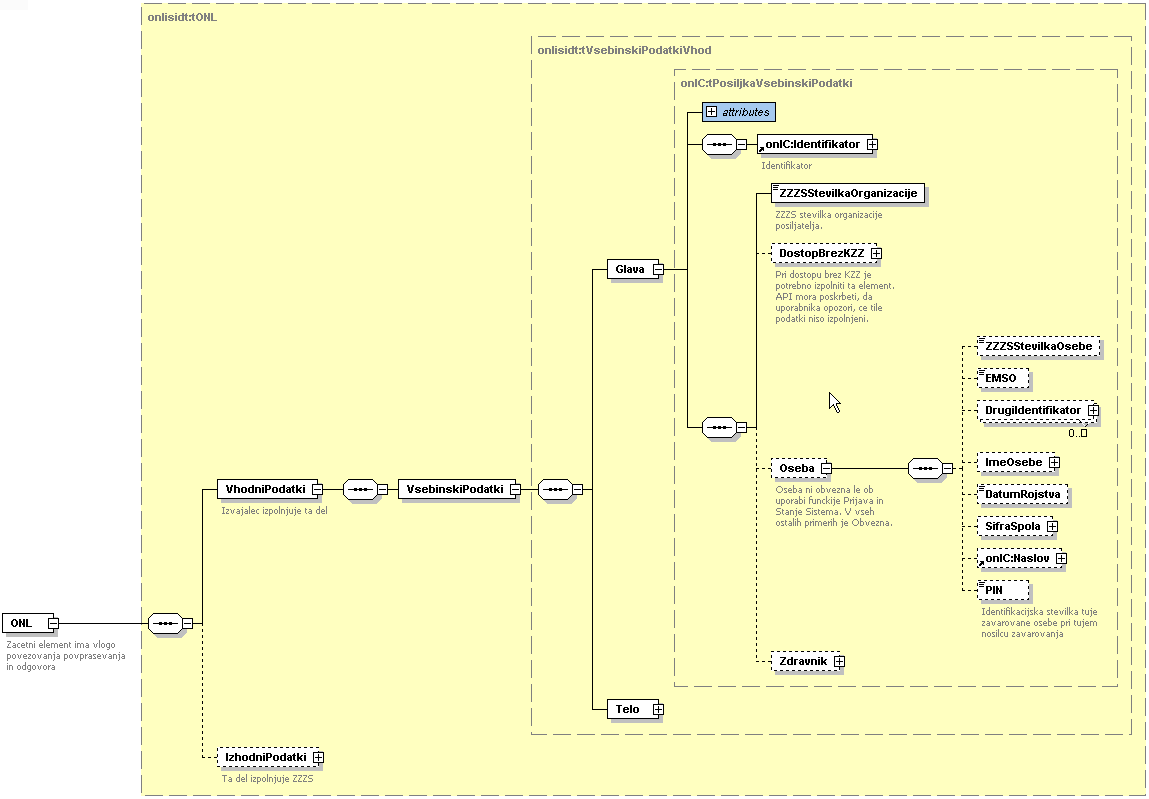 onlisidt:tONL
onlisidt:tVsebinskiPodatkiVhod
onlC:tPosiljkaVsebinskiPodatki
attributes
onlC:Identifikator
Identifikator
ZZZSStevilkaOrganizacije
ZZZS stevilka organizacije
posiljatelja.
DostopBrezKZZ
Pri dostopu brez KZZ je
potrebno izpolniti ta element.
API mora poskrbeti, da
uporabnika opozori, ce tile
podatki niso izpolnjeni.
Glava
ZZZSStevilkaOsebe
EMSO
DrugiIdentifikator
0..
Oseba
Oseba ni obvezna le ob
uporabi funckije Prijava in
Stanje Sistema. V vseh
ostalih primerih je Obvezna.
ImeOsebe
DatumRojstva
SifraSpola
onlC:Naslov
PIN
Identifikacijska stevilka tuje
zavarovane osebe pri tujem
nosilcu zavarovanja
VhodniPodatki
Izvajalec izpolnjuje ta del
VsebinskiPodatki
ONL
Zacetni element ima vlogo
povezovanja povprasevanja
in odgovora
Zdravnik
Telo
IzhodniPodatki
Ta del izpolnjuje ZZZS